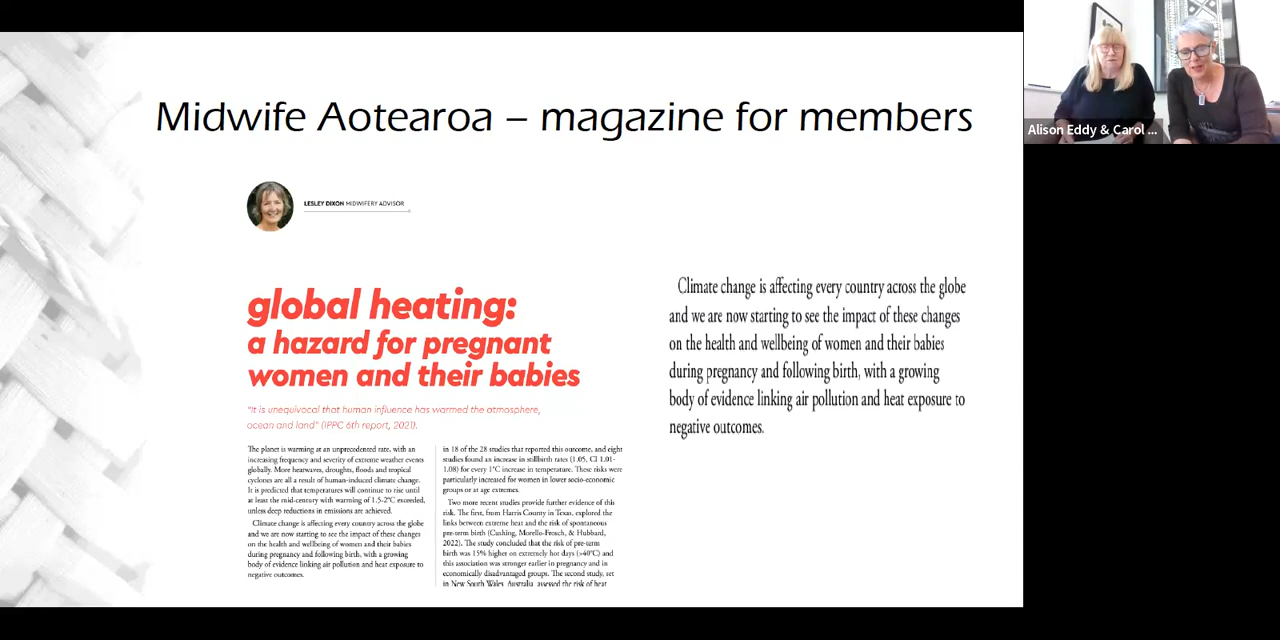 Midwife Aotearoa – magazine for members
LESLEY DIXON MIDWIFERY ADVISOR
global heating:
a hazard for pregnant
women and their babies
"It is unequivocal that human influence has warmed the atmosphere,
ocean and land" (IPPC 6th report, 2021).
The planet is warming at an unprecedented rate, with an
increasing frequency and severity of extreme weather events
globally. More heatwaves, droughts, floods and tropical
cyclones are all a result of human-induced climate change.
It is predicted that temperatures will continue to rise until
at least the mid-century with warming of 1.5-2°C exceeded,
unless deep reductions in emissions are achieved.
Climate change is affecting every country across the globe
and we are now starting to see the impact of these changes
on the health and wellbeing of women and their babies
during pregnancy and following birth, with a growing
body of evidence linking air pollution and heat exposure to
negative outcomes.
in 18 of the 28 studies that reported this outcome, and eight
studies found an increase in stillbirth rates (1.05, CI 1.01-
1.08) for every 1°C increase in temperature. These risks were
particularly increased for women in lower socio-economic
groups or at age extremes.
Two more recent studies provide further evidence of this
risk. The first, from Harris County in Texas, explored the
links between extreme heat and the risk of spontaneous
pre-term birth (Cushing, Morello-Frosch, & Hubbard,
2022). The study concluded that the risk of pre-term
birth was 15% higher on extremely hot days (>40°C) and
this association was stronger earlier in pregnancy and in
economically disadvantaged groups. The second study, set
in New South Wales, Australia, assessed the risk of heat
Climate change is affecting every country across the globe
and we are now starting to see the impact of these changes
on the health and wellbeing of women and their babies
during pregnancy and following birth, with a growing
body of evidence linking air pollution and heat exposure to
negative outcomes.
Alison Eddy & Carol ...